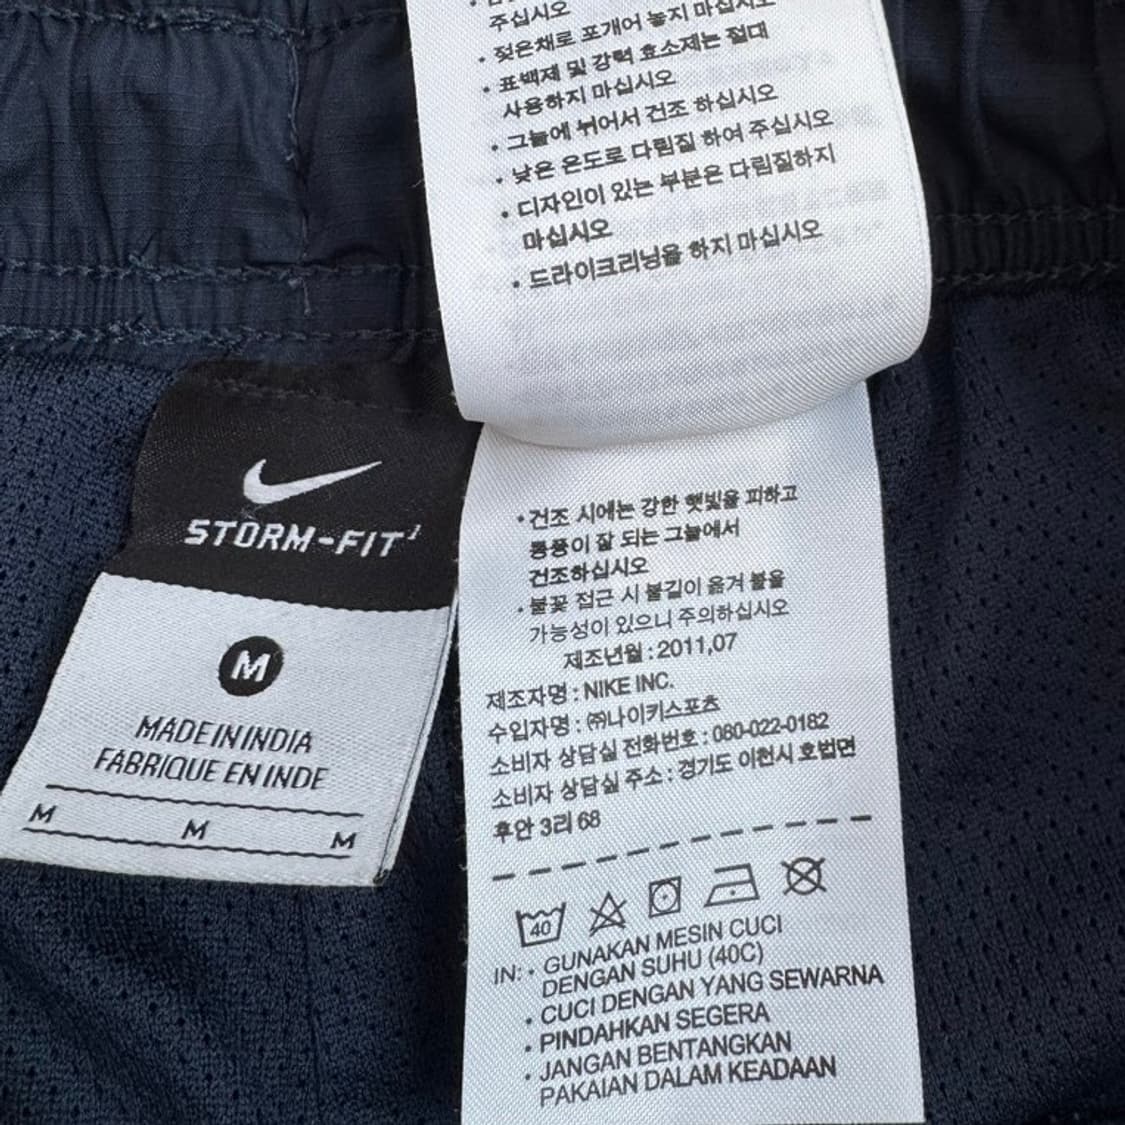 주십시오
• 젖은채로 포개어 놓지 마십시오
• 표백제 및 강력 효소제는 절대
사용하지 마십시오
• 그늘에 뉘어서 건조 하십시오
• 낮은 온도로 다림질 하여 주십시오
• 디자인이 있는 부분은 다림질하지
마십시오
• 드라이크리닝을 하지 마십시오
STORM-FIT¹
M
MADE IN INDIA
FABRIQUE EN INDE
M M M
• 건조 시에는 강한 햇빛을 피하고
통풍이 잘 되는 그늘에서
건조하십시오
• 불꽃 접근 시 불길이 옮겨 붙을
가능성이 있으니 주의하십시오
제조년월 : 2011,07
제조자명 : NIKE INC.
수입자명 : ㈜나이키스포츠
소비자 상담실 전화번호 : 080-022-0182
소비자 상담실 주소 : 경기도 이천시 호법면
후안 3리 68
40
IN: • GUNAKAN MESIN CUCI
DENGAN SUHU (40C)
• CUCI DENGAN YANG SEWARNA
• PINDAHKAN SEGERA
• JANGAN BENTANGKAN
PAKAIAN DALAM KEADAAN